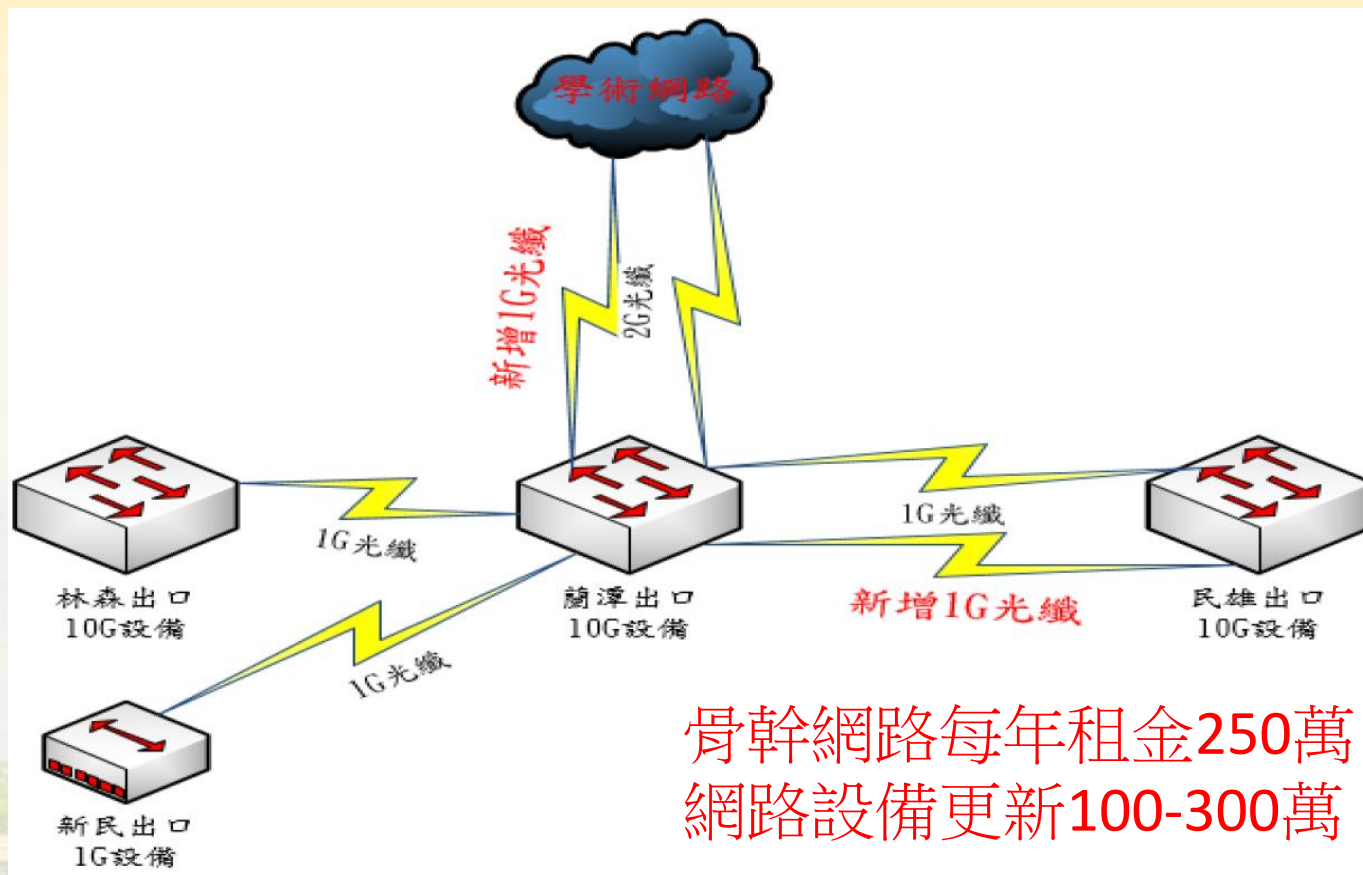 學術網路
新增1G光纖
2G光纖
1G光纖
1G光纖
新增1G光纖
林森出口
10G設備
蘭潭出口
10G設備
民雄出口
10G設備
1G光纖
新民出口
1G設備
骨幹網路每年租金250萬
網路設備更新100-300萬